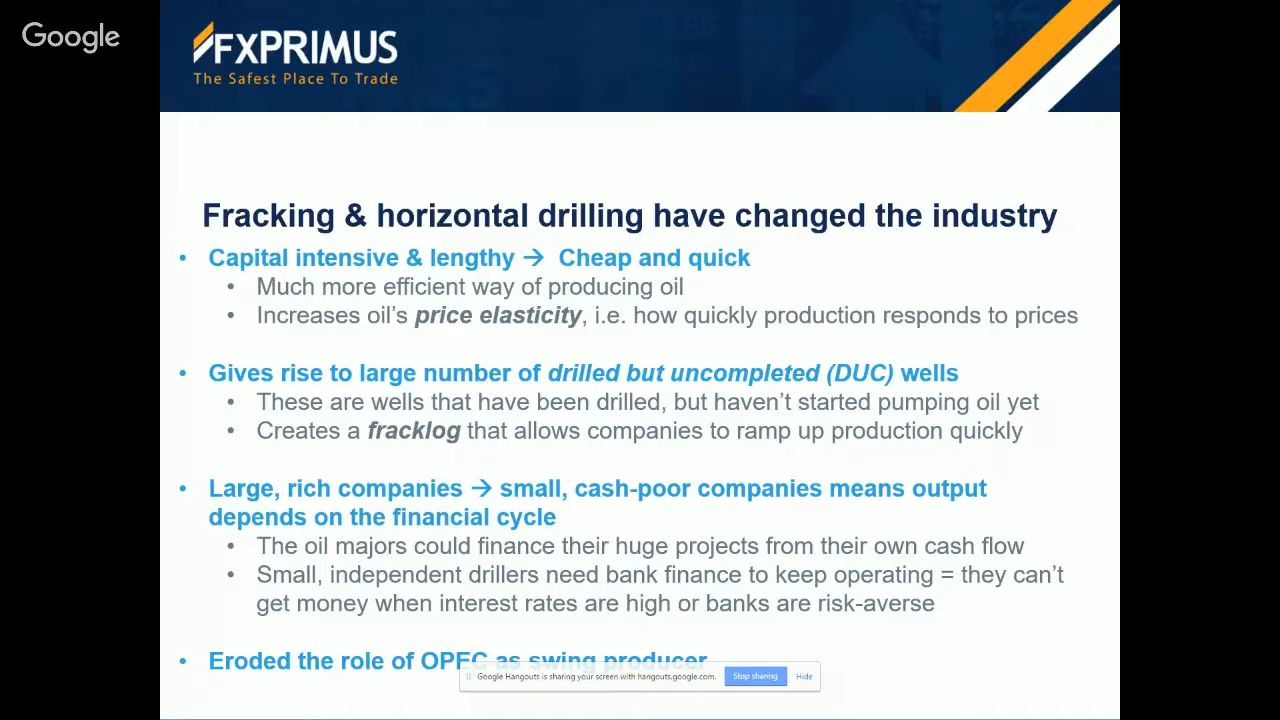 Google
FXPRIMUS
The Safest Place To Trade
Fracking & horizontal drilling have changed the industry
• Capital intensive & lengthy → Cheap and quick
• Much more efficient way of producing oil
• Increases oil's price elasticity, i.e. how quickly production responds to prices
• Gives rise to large number of drilled but uncompleted (DUC) wells
• These are wells that have been drilled, but haven't started pumping oil yet
• Creates a fracklog that allows companies to ramp up production quickly
• Large, rich companies → small, cash-poor companies means output
depends on the financial cycle
• The oil majors could finance their huge projects from their own cash flow
• Small, independent drillers need bank finance to keep operating = they can't
get money when interest rates are high or banks are risk-averse
• Eroded the role of OPEC as swing producer
Google Hangouts is sharing your screen with hangouts.google.com.
Stop sharing
Hide